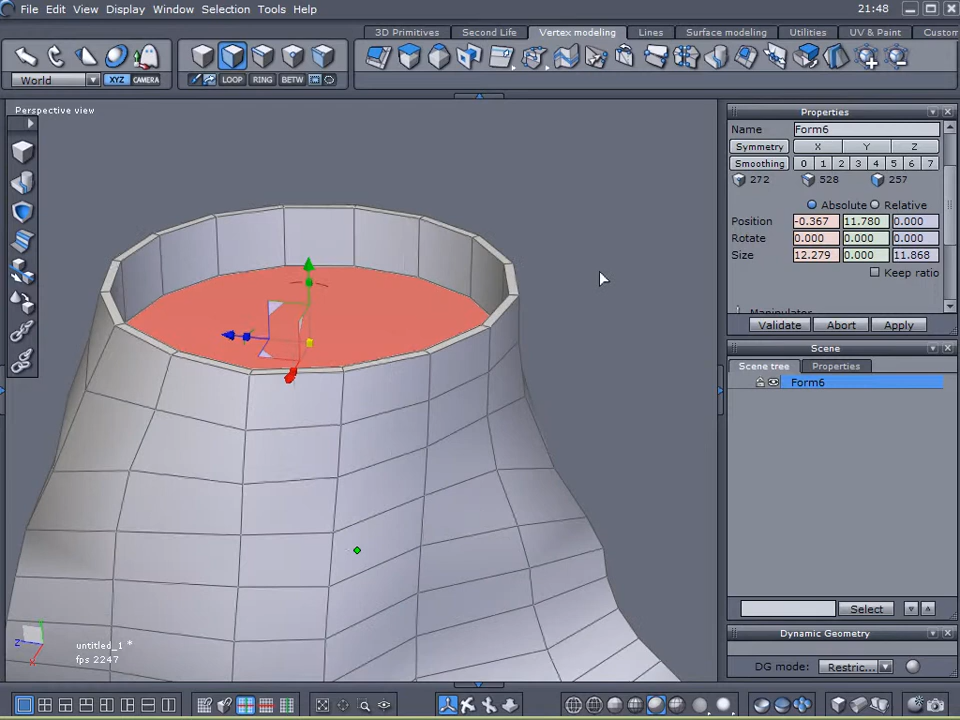 File Edit View Display Window Selection Tools Help 21:48
3D Primitives Second Life Vertex modeling Lines Surface modeling Utilities UV & Paint Custom
World XYZ CAMERA LOOP RING BETW
Perspective view
Properties
Name Form6
Symmetry X Y Z
Smoothing 0 1 2 3 4 5 6 7
272 528 257
Absolute Relative
Position -0.367 11.780 0.000
Rotate 0.000 0.000 0.000
Size 12.279 0.000 11.868
Keep ratio
Manipulator
Validate Abort Apply
Scene
Scene tree Properties
Form6
Select
Dynamic Geometry
DG mode: Restric...
Y
Z
X
untitled_1 *
fps 2247